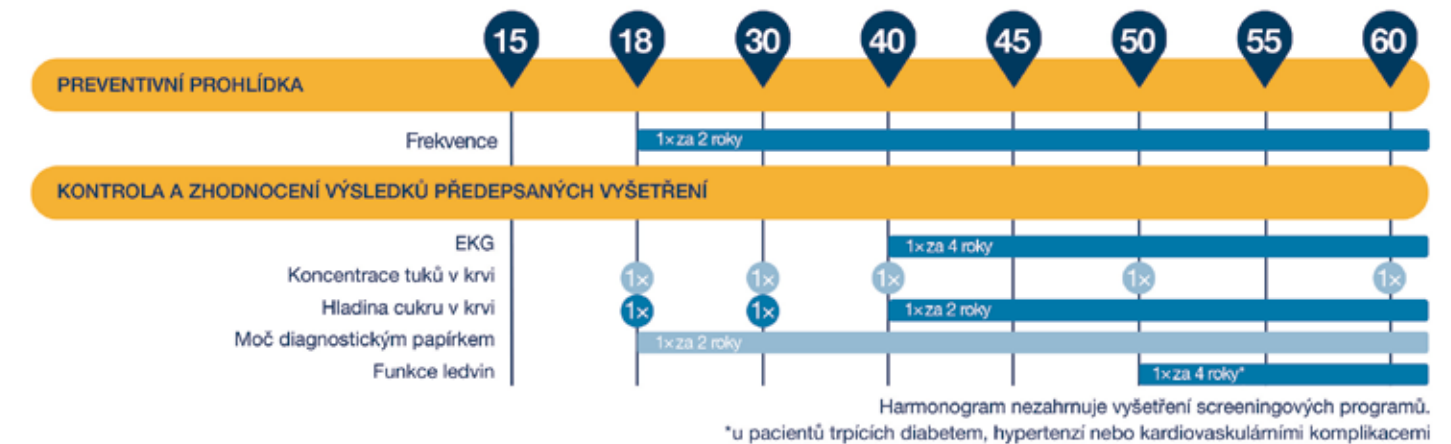 15 18 30 40 45 50 55 60
PREVENTIVNÍ PROHLÍDKA
Frekvence 1× za 2 roky
KONTROLA A ZHODNOCENÍ VÝSLEDKŮ PŘEDEPSANÝCH VYŠETŘENÍ
EKG 1× za 4 roky
Koncentrace tuků v krvi 1× 1× 1× 1× 1×
Hladina cukru v krvi 1× 1× 1× za 2 roky
Moč diagnostickým papírkem 1× za 2 roky
Funkce ledvin 1× za 4 roky*
Harmonogram nezahrnuje vyšetření screeningových programů.
*u pacientů trpících diabetem, hypertenzí nebo kardiovaskulárními komplikacemi